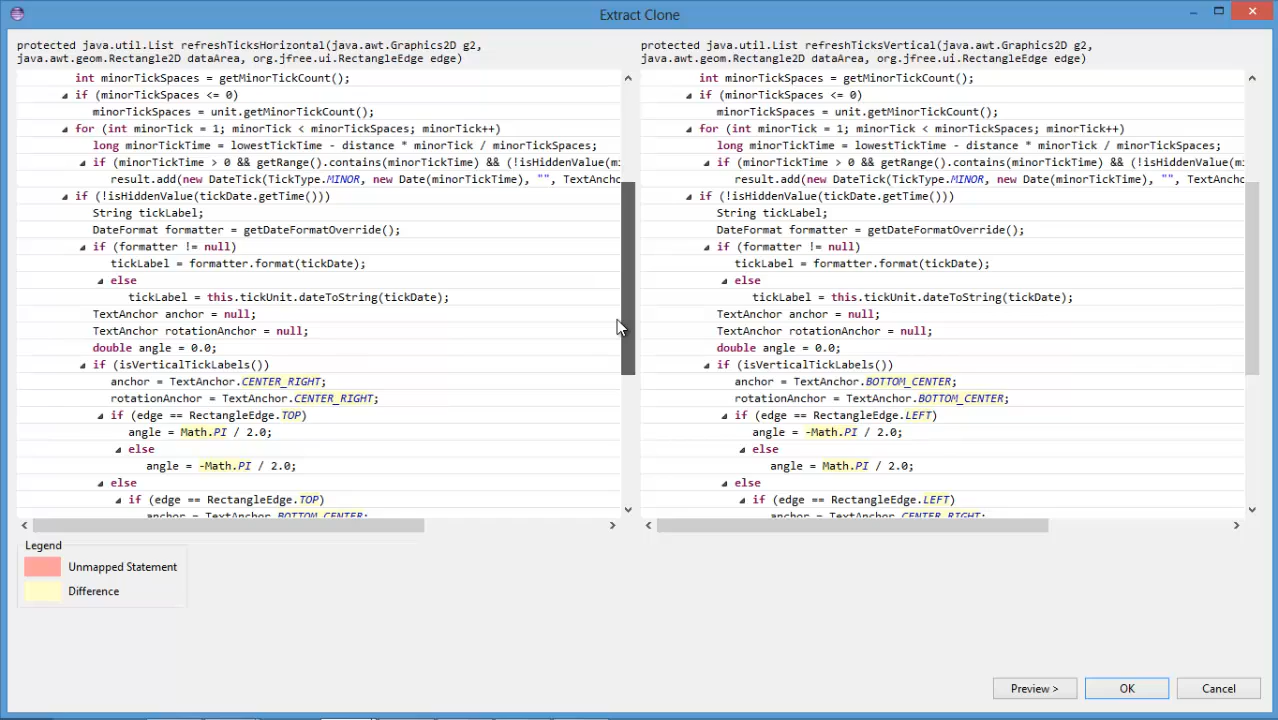 Extract Clone
protected java.util.List refreshTicksHorizontal(java.awt.Graphics2D g2,
java.awt.geom.Rectangle2D dataArea, org.jfree.ui.RectangleEdge edge)
int minorTickSpaces = getMinorTickCount();
if (minorTickSpaces <= 0)
minorTickSpaces = unit.getMinorTickCount();
for (int minorTick = 1; minorTick < minorTickSpaces; minorTick++)
long minorTickTime = lowestTickTime - distance * minorTick / minorTickSpaces;
if (minorTickTime > 0 && getRange().contains(minorTickTime) && (!isHiddenValue(mi
result.add(new DateTick(TickType.MINOR, new Date(minorTickTime), "", TextAncho
if (!isHiddenValue(tickDate.getTime()))
String tickLabel;
DateFormat formatter = getDateFormatOverride();
if (formatter != null)
tickLabel = formatter.format(tickDate);
else
tickLabel = this.tickUnit.dateToString(tickDate);
TextAnchor anchor = null;
TextAnchor rotationAnchor = null;
double angle = 0.0;
if (isVerticalTickLabels())
anchor = TextAnchor.CENTER_RIGHT;
rotationAnchor = TextAnchor.CENTER_RIGHT;
if (edge == RectangleEdge.TOP)
angle = Math.PI / 2.0;
else
angle = -Math.PI / 2.0;
else
if (edge == RectangleEdge.TOP)
anchor = TextAnchor.BOTTOM_CENTER;
protected java.util.List refreshTicksVertical(java.awt.Graphics2D g2,
java.awt.geom.Rectangle2D dataArea, org.jfree.ui.RectangleEdge edge)
int minorTickSpaces = getMinorTickCount();
if (minorTickSpaces <= 0)
minorTickSpaces = unit.getMinorTickCount();
for (int minorTick = 1; minorTick < minorTickSpaces; minorTick++)
long minorTickTime = lowestTickTime - distance * minorTick / minorTickSpaces;
if (minorTickTime > 0 && getRange().contains(minorTickTime) && (!isHiddenValue(mi
result.add(new DateTick(TickType.MINOR, new Date(minorTickTime), "", TextAncho
if (!isHiddenValue(tickDate.getTime()))
String tickLabel;
DateFormat formatter = getDateFormatOverride();
if (formatter != null)
tickLabel = formatter.format(tickDate);
else
tickLabel = this.tickUnit.dateToString(tickDate);
TextAnchor anchor = null;
TextAnchor rotationAnchor = null;
double angle = 0.0;
if (isVerticalTickLabels())
anchor = TextAnchor.BOTTOM_CENTER;
rotationAnchor = TextAnchor.BOTTOM_CENTER;
if (edge == RectangleEdge.LEFT)
angle = -Math.PI / 2.0;
else
angle = Math.PI / 2.0;
else
if (edge == RectangleEdge.LEFT)
anchor = TextAnchor.CENTER_RIGHT;
Legend
Unmapped Statement
Difference
Preview >
OK
Cancel